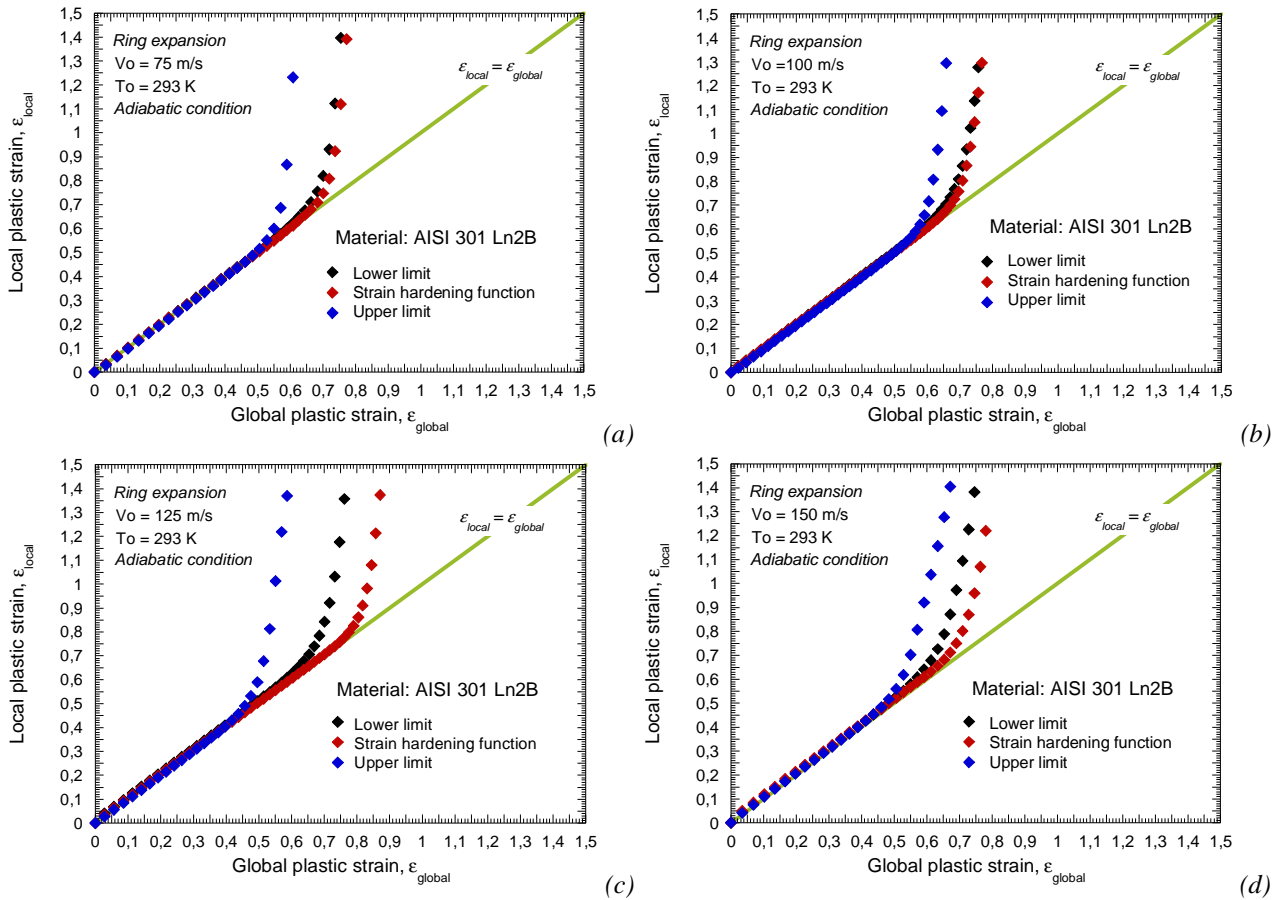 1,5
1,4
1,3
1,2
1,1
1
0,9
0,8
0,7
0,6
0,5
0,4
0,3
0,2
0,1
0
Local plastic strain, ε_local
Ring expansion
Vo = 75 m/s
To = 293 K
Adiabatic condition
ε_local = ε_global
Material: AISI 301 Ln2B
Lower limit
Strain hardening function
Upper limit
0 0,1 0,2 0,3 0,4 0,5 0,6 0,7 0,8 0,9 1 1,1 1,2 1,3 1,4 1,5
Global plastic strain, ε_global
(a)
1,5
1,4
1,3
1,2
1,1
1
0,9
0,8
0,7
0,6
0,5
0,4
0,3
0,2
0,1
0
Local plastic strain, ε_local
Ring expansion
Vo =100 m/s
To = 293 K
Adiabatic condition
ε_local = ε_global
Material: AISI 301 Ln2B
Lower limit
Strain hardening function
Upper limit
0 0,1 0,2 0,3 0,4 0,5 0,6 0,7 0,8 0,9 1 1,1 1,2 1,3 1,4 1,5
Global plastic strain, ε_global
(b)
1,5
1,4
1,3
1,2
1,1
1
0,9
0,8
0,7
0,6
0,5
0,4
0,3
0,2
0,1
0
Local plastic strain, ε_local
Ring expansion
Vo = 125 m/s
To = 293 K
Adiabatic condition
ε_local = ε_global
Material: AISI 301 Ln2B
Lower limit
Strain hardening function
Upper limit
0 0,1 0,2 0,3 0,4 0,5 0,6 0,7 0,8 0,9 1 1,1 1,2 1,3 1,4 1,5
Global plastic strain, ε_global
(c)
1,5
1,4
1,3
1,2
1,1
1
0,9
0,8
0,7
0,6
0,5
0,4
0,3
0,2
0,1
0
Local plastic strain, ε_local
Ring expansion
Vo = 150 m/s
To = 293 K
Adiabatic condition
ε_local = ε_global
Material: AISI 301 Ln2B
Lower limit
Strain hardening function
Upper limit
0 0,1 0,2 0,3 0,4 0,5 0,6 0,7 0,8 0,9 1 1,1 1,2 1,3 1,4 1,5
Global plastic strain, ε_global
(d)